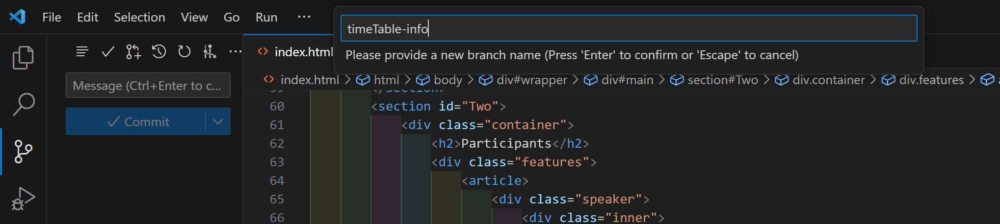 File Edit Selection View Go Run ···
timeTable-info
Please provide a new branch name (Press 'Enter' to confirm or 'Escape' to cancel)
index.html
Message (Ctrl+Enter to c...
Commit
index.html > html > body > div#wrapper > div#main > section#Two > div.container > div.features >
59 </section>
60 <section id="Two">
61 <div class="container">
62 <h2>Participants</h2>
63 <div class="features">
64 <article>
65 <div class="speaker">
66 <div class="inner">